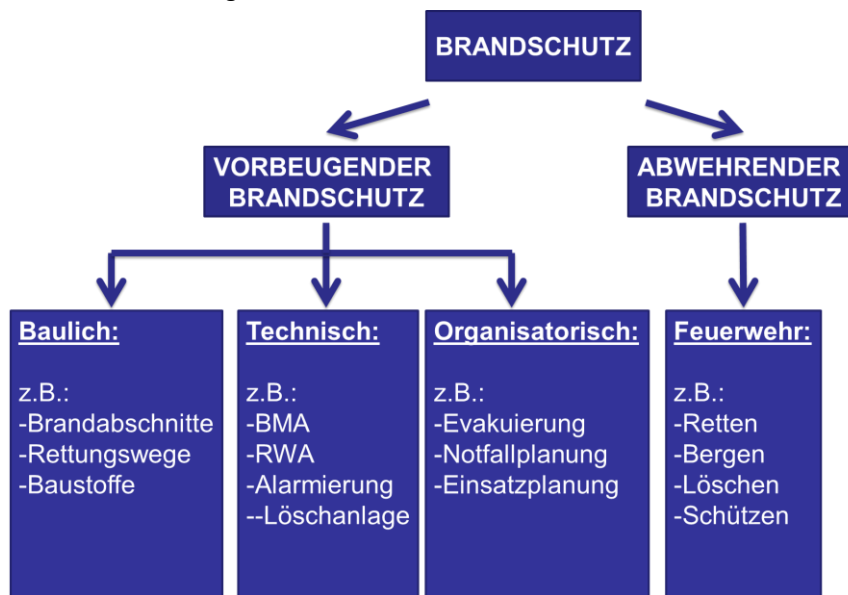 BRANDSCHUTZ
VORBEUGENDER
BRANDSCHUTZ
ABWEHRENDER
BRANDSCHUTZ
Baulich:
z.B.:
-Brandabschnitte
-Rettungswege
-Baustoffe
Technisch:
z.B.:
-BMA
-RWA
-Alarmierung
--Löschanlage
Organisatorisch:
z.B.:
-Evakuierung
-Notfallplanung
-Einsatzplanung
Feuerwehr:
z.B.:
-Retten
-Bergen
-Löschen
-Schützen